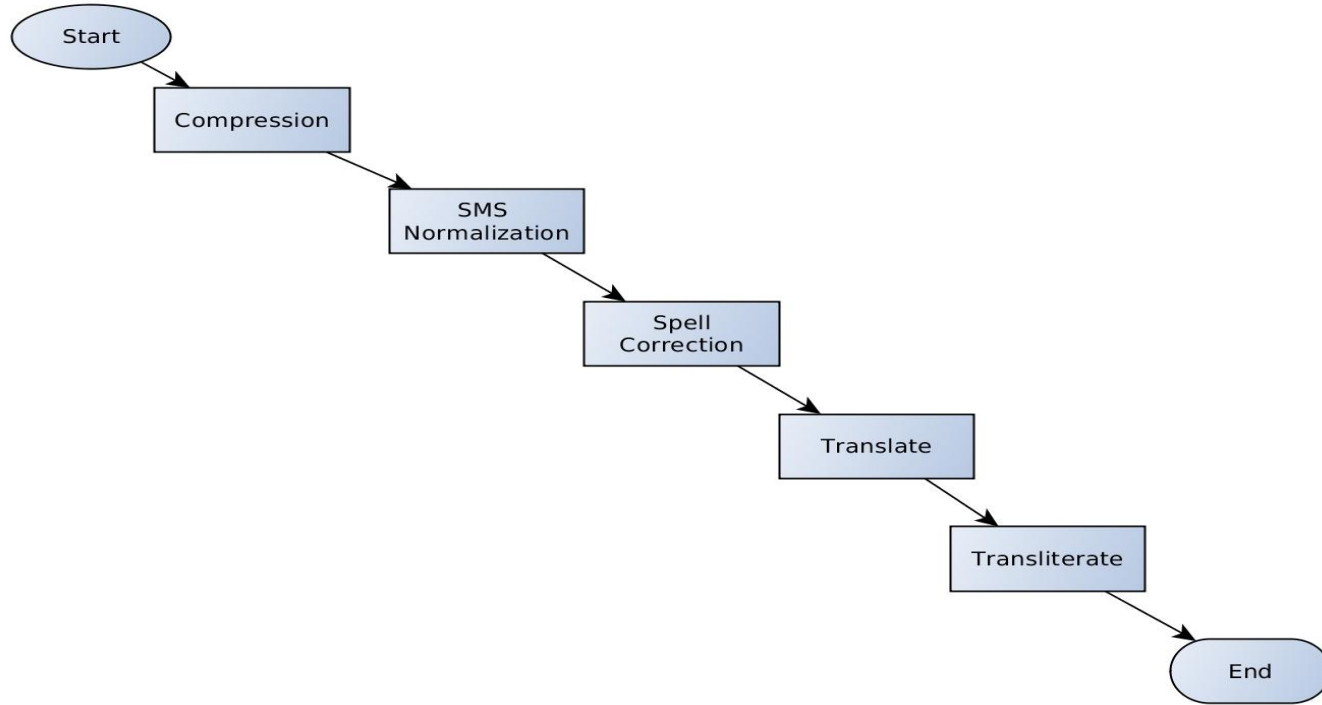 Start
Compression
SMS
Normalization
Spell
Correction
Translate
Transliterate
End